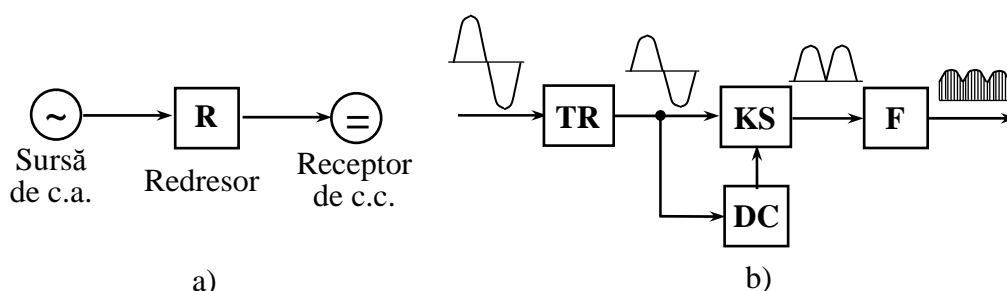 ~
R
=
Sursă
de c.a.
Redresor
Receptor
de c.c.
a)
TR
KS
F
DC
b)